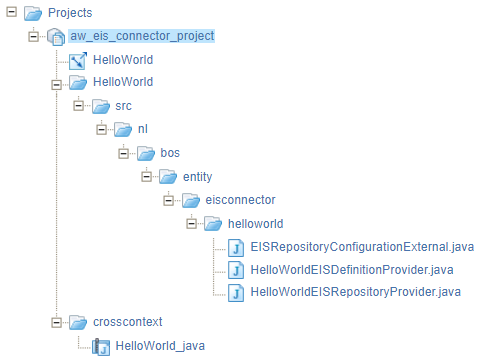 Projects
aw_eis_connector_project
HelloWorld
HelloWorld
src
nl
bos
entity
eisconnector
helloworld
EISRepositoryConfigurationExternal.java
HelloWorldEISDefinitionProvider.java
HelloWorldEISRepositoryProvider.java
crosscontext
HelloWorld_java